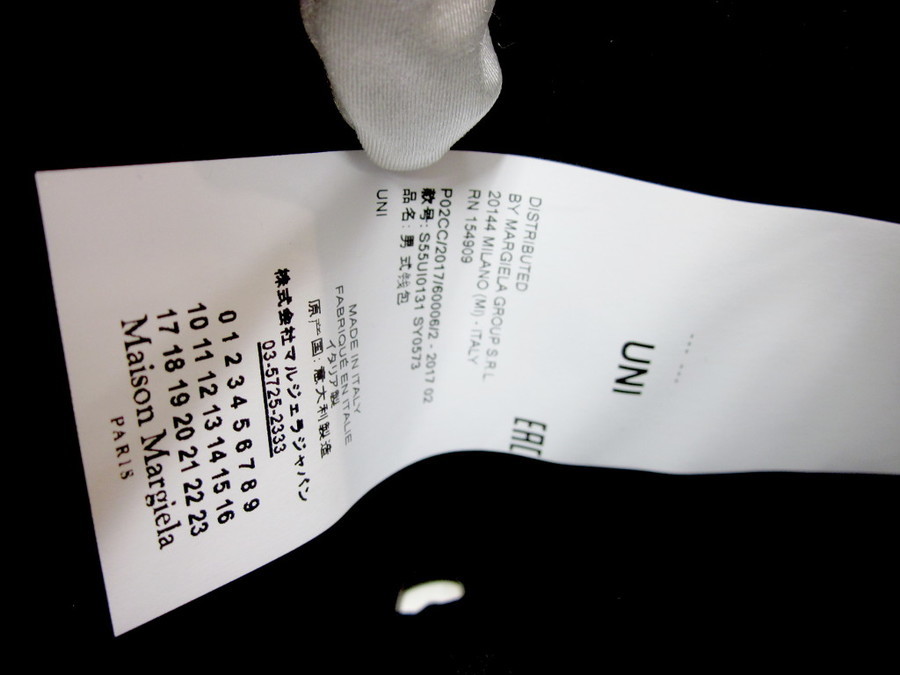 Maison Margiela
PARIS
0 1 2 3 4 5 6 7 8 9
10 11 12 13 14 15 16
17 18 19 20 21 22 23
株式会社マルジェラジャパン
03-5725-2333
MADE IN ITALY
FABRIQUÉ EN ITALIE
イタリア製
原产国: 意大利製造
P02CC/2017/60006/2 - 2017 02
款号: S55UI0131 SY0573
品名: 男式钱包
UNI
DISTRIBUTED
BY MARGIELA GROUP S.R.L
20144 MILANO (MI) - ITALY
RN 154909
EAC
UNI
... ...